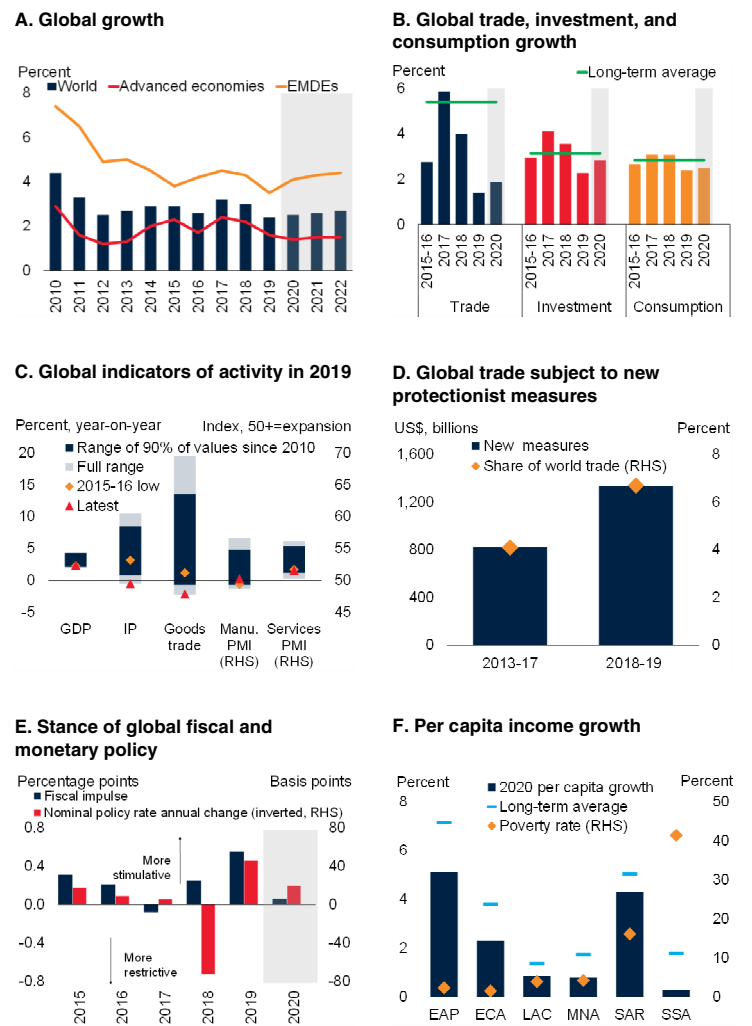 A. Global growth
Percent
World Advanced economies EMDEs
8
6
4
2
0
2010 2011 2012 2013 2014 2015 2016 2017 2018 2019 2020 2021 2022
B. Global trade, investment, and
consumption growth
Percent
Long-term average
6
4
2
0
2015-16 2017 2018 2019 2020 2015-16 2017 2018 2019 2020 2015-16 2017 2018 2019 2020
Trade Investment Consumption
C. Global indicators of activity in 2019
Percent, year-on-year Index, 50+=expansion
20 Range of 90% of values since 2010 70
Full range
15 2015-16 low 65
Latest
10 60
5 55
0 50
-5 45
GDP IP Goods Manu. Services
trade PMI PMI
(RHS) (RHS)
D. Global trade subject to new
protectionist measures
US$, billions Percent
New measures
1,600 8
Share of world trade (RHS)
1,200 6
800 4
400 2
0 0
2013-17 2018-19
E. Stance of global fiscal and
monetary policy
Percentage points Basis points
Fiscal impulse
Nominal policy rate annual change (inverted, RHS)
0.8 80
More
stimulative
0.4 40
0.0 0
-0.4 -40
More
restrictive
-0.8 -80
2015 2016 2017 2018 2019 2020
F. Per capita income growth
Percent Percent
2020 per capita growth
8 50
Long-term average
Poverty rate (RHS)
40
6
30
4
20
2
10
0 0
EAP ECA LAC MNA SAR SSA